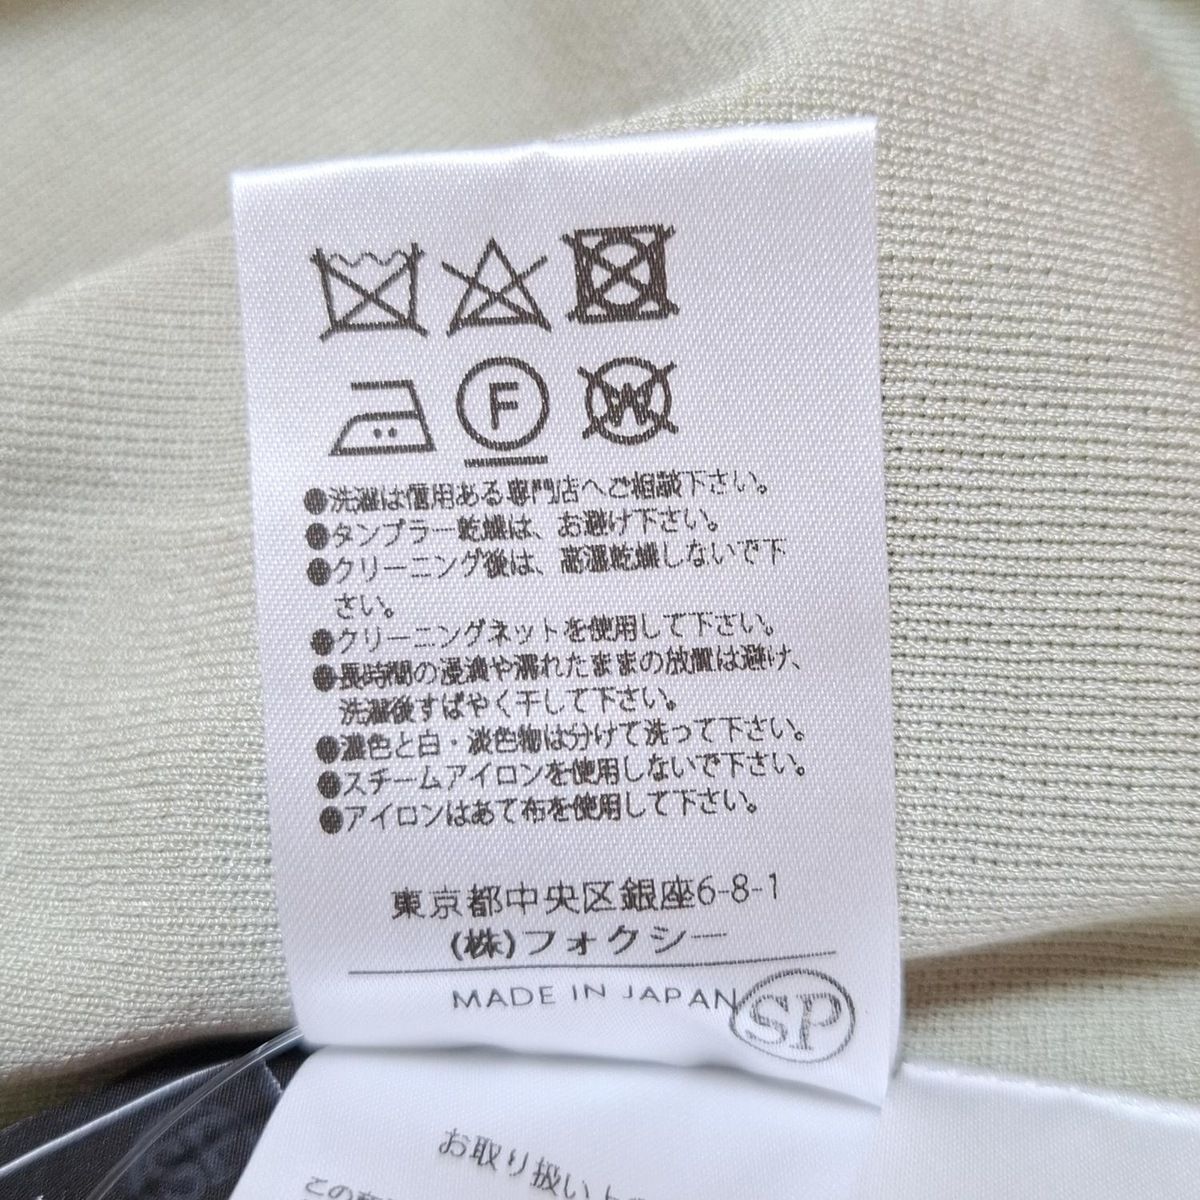 F
W
●洗濯は信用ある専門店へご相談下さい。
●タンブラー乾燥は、お避け下さい。
●クリーニング後は、高温乾燥しないで下
さい。
●クリーニングネットを使用して下さい。
●長時間の浸漬や濡れたままの放置は避け、
洗濯後すばやく干して下さい。
●濃色と白・淡色物は分けて洗って下さい。
●スチームアイロンを使用しないで下さい。
●アイロンはあて布を使用して下さい。
東京都中央区銀座6-8-1
(株)フォクシー
MADE IN JAPAN SP
お取り扱い上の